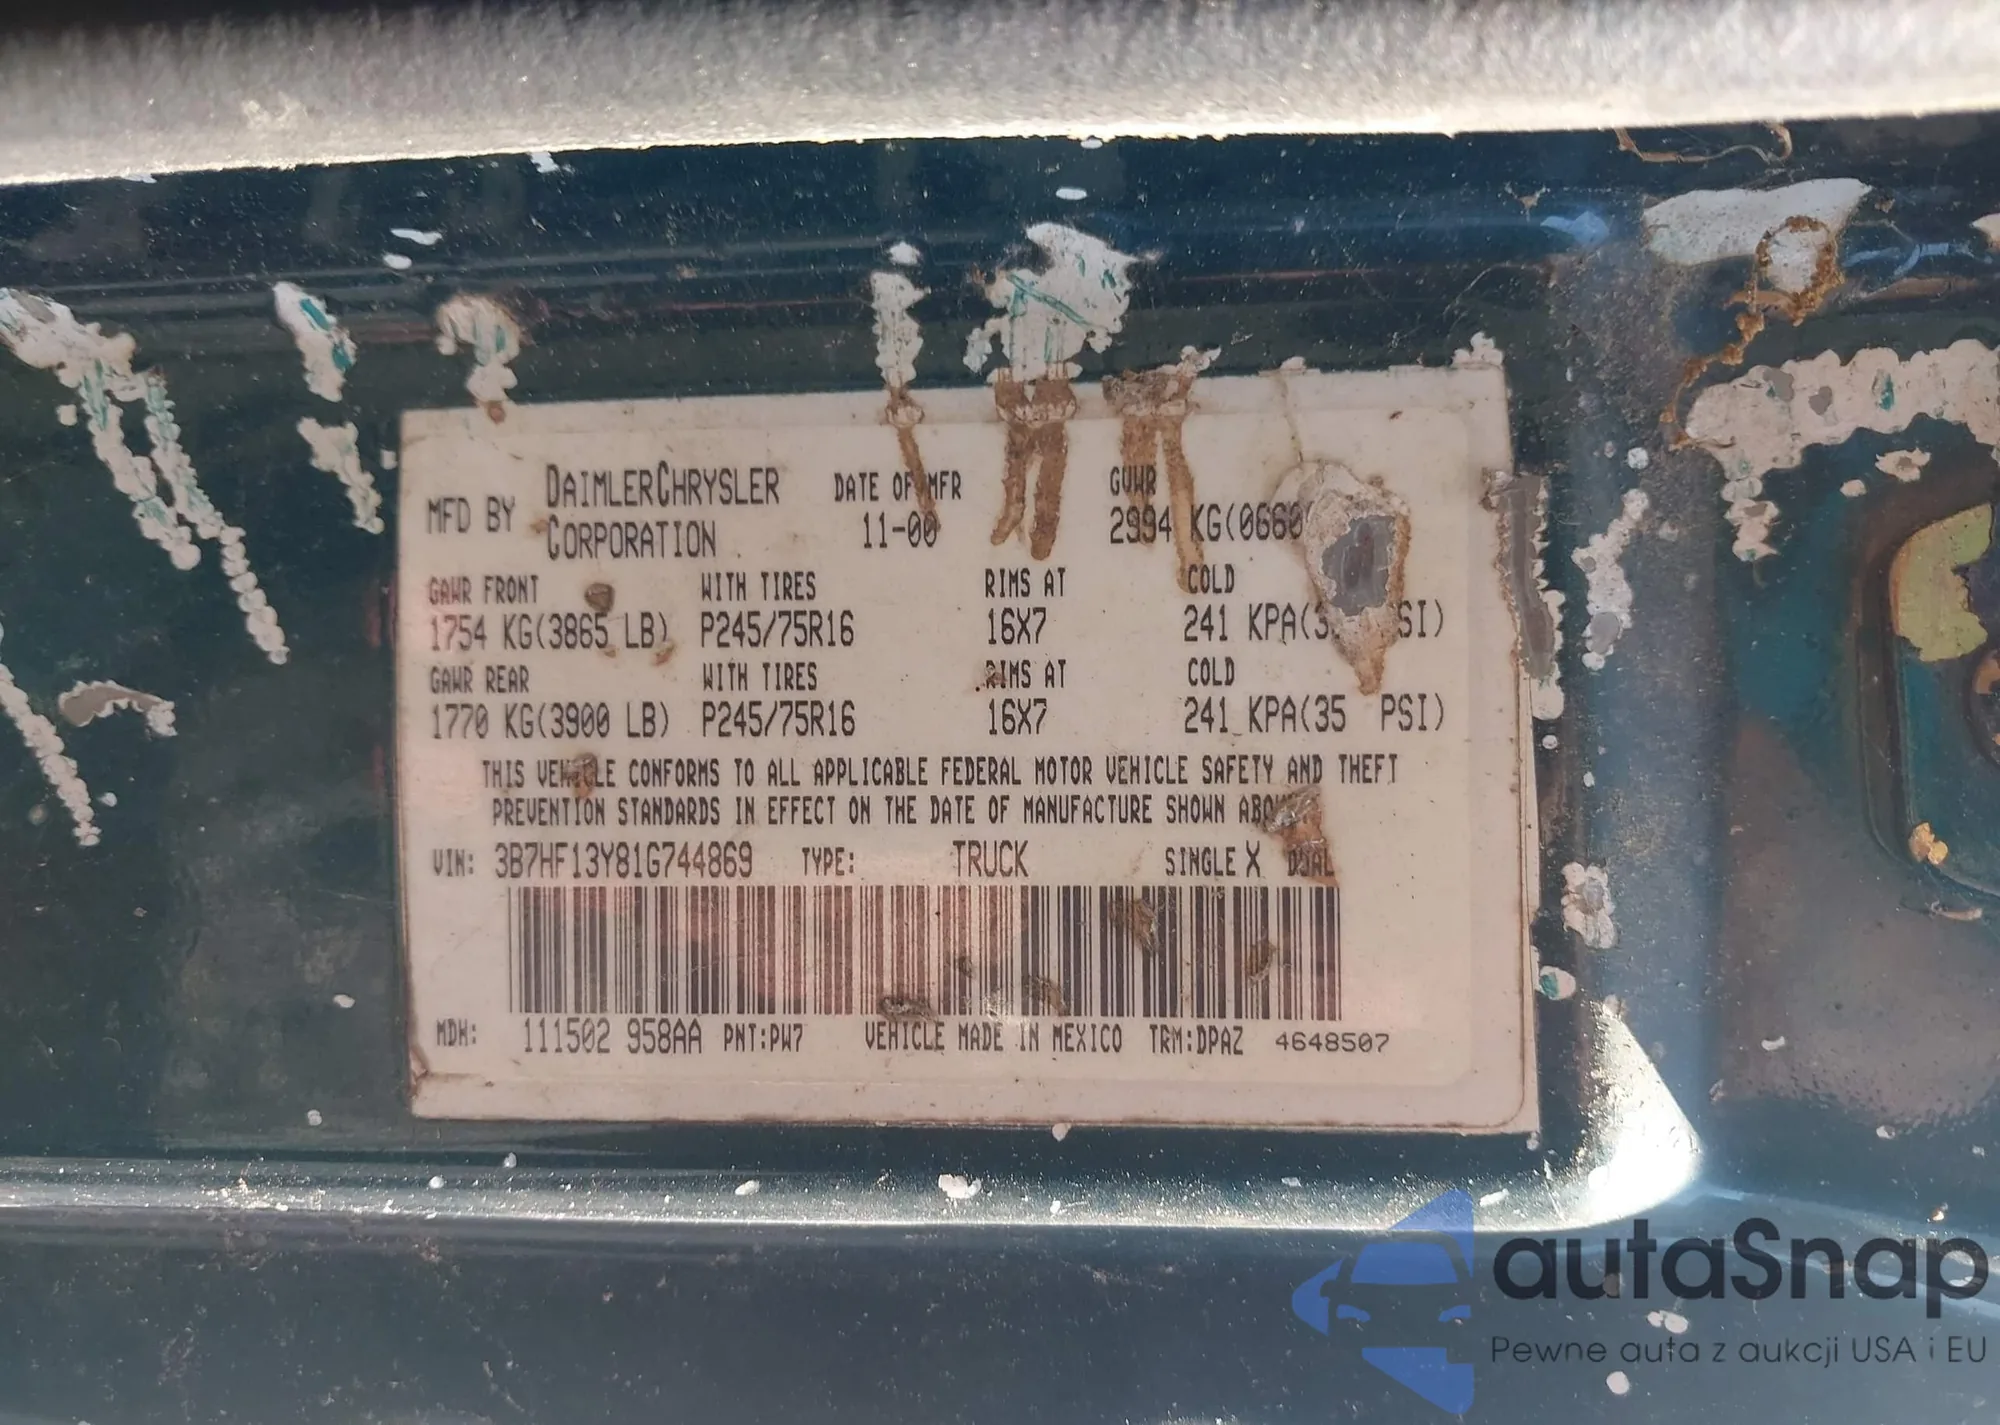 MFD BY DAIMLERCHRYSLER CORPORATION DATE OF MFR GVWR
11-00 2994 KG(0660
GAWR FRONT WITH TIRES RIMS AT COLD
1754 KG(3865 LB) P245/75R16 16X7 241 KPA(3 SI)
GAWR REAR WITH TIRES RIMS AT COLD
1770 KG(3900 LB) P245/75R16 16X7 241 KPA(35 PSI)
THIS VEHICLE CONFORMS TO ALL APPLICABLE FEDERAL MOTOR VEHICLE SAFETY AND THEFT
PREVENTION STANDARDS IN EFFECT ON THE DATE OF MANUFACTURE SHOWN ABOVE
VIN: 3B7HF13Y81G744869 TYPE: TRUCK SINGLE X DUAL
MDH: 111502 958AA PNT:PW7 VEHICLE MADE IN MEXICO TRM:DPAZ 4648507
autaSnap
Pewne auta z aukcji USA i EU